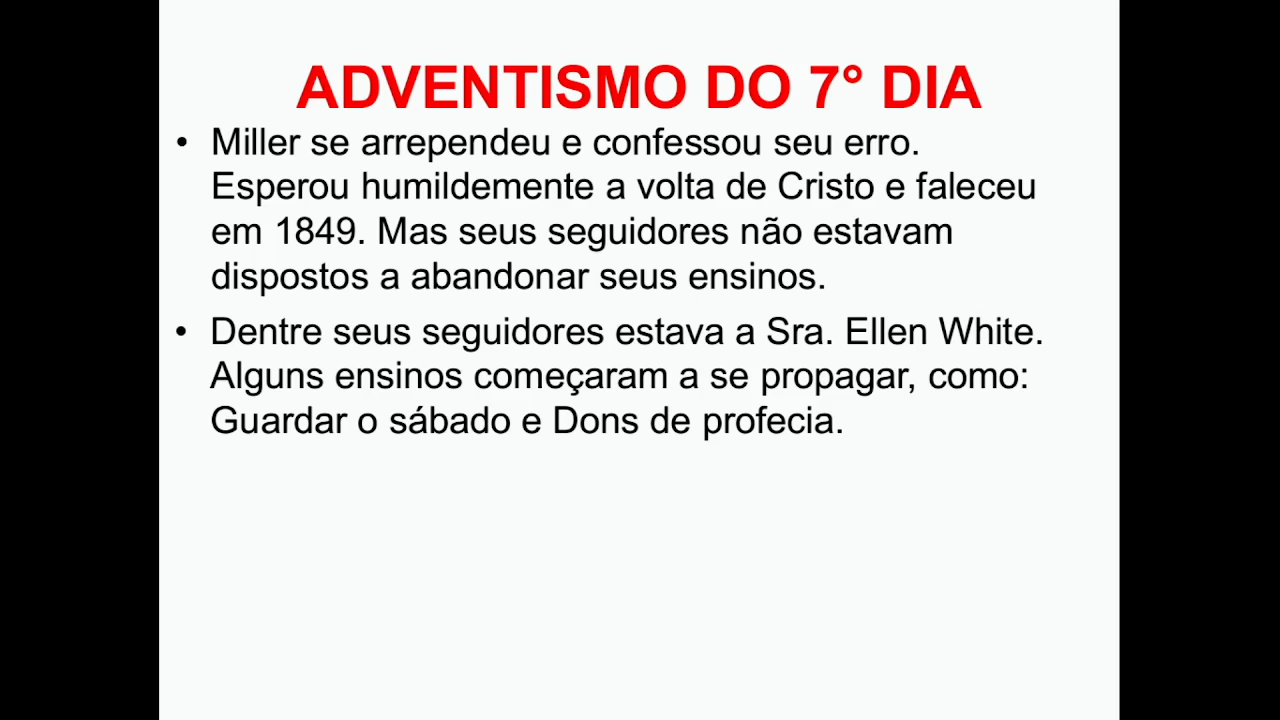 ADVENTISMO DO 7° DIA
• Miller se arrependeu e confessou seu erro.
Esperou humildemente a volta de Cristo e faleceu
em 1849. Mas seus seguidores não estavam
dispostos a abandonar seus ensinos.
• Dentre seus seguidores estava a Sra. Ellen White.
Alguns ensinos começaram a se propagar, como:
Guardar o sábado e Dons de profecia.